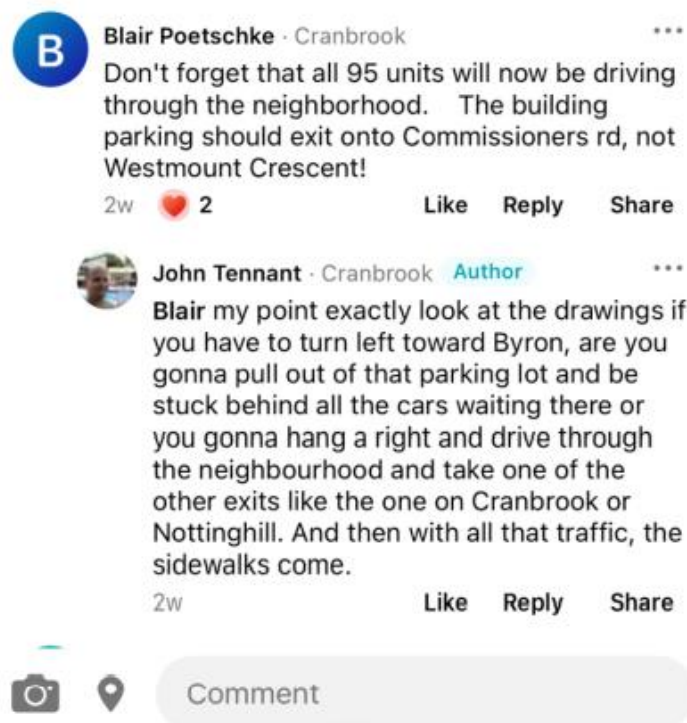 B
Blair Poetschke · Cranbrook
Don't forget that all 95 units will now be driving
through the neighborhood. The building
parking should exit onto Commissioners rd, not
Westmount Crescent!
2w 2 Like Reply Share
John Tennant · Cranbrook Author
Blair my point exactly look at the drawings if
you have to turn left toward Byron, are you
gonna pull out of that parking lot and be
stuck behind all the cars waiting there or
you gonna hang a right and drive through
the neighbourhood and take one of the
other exits like the one on Cranbrook or
Nottinghill. And then with all that traffic, the
sidewalks come.
2w Like Reply Share
Comment